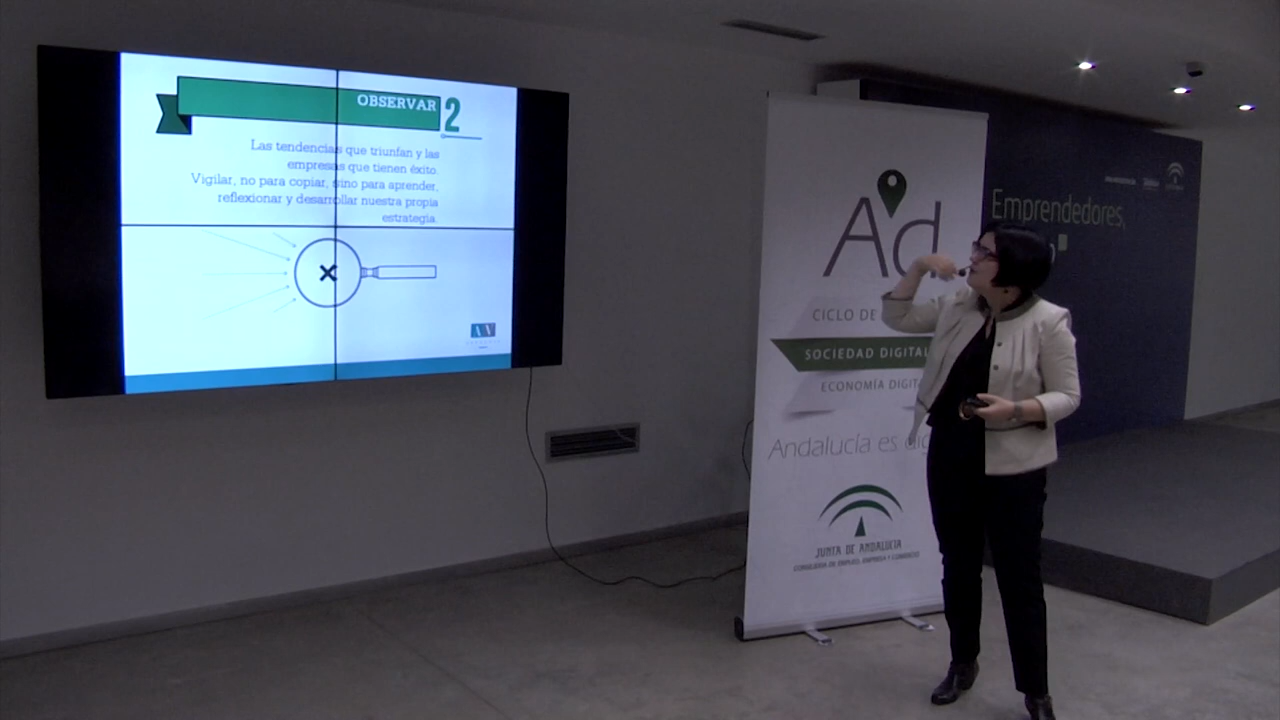 OBSERVAR 2
Las tendencias que triunfan y las
empresas que tienen éxito.
Vigilar, no para copiar, sino para aprender,
reflexionar y desarrollar nuestra propia
estrategia.
Ad
CICLO DE
SOCIEDAD DIGITAL
ECONOMÍA DIGIT
Andalucía es dig
JUNTA DE ANDALUCIA
CONSEJERÍA DE EMPLEO, EMPRESA Y COMERCIO
Emprendedores,